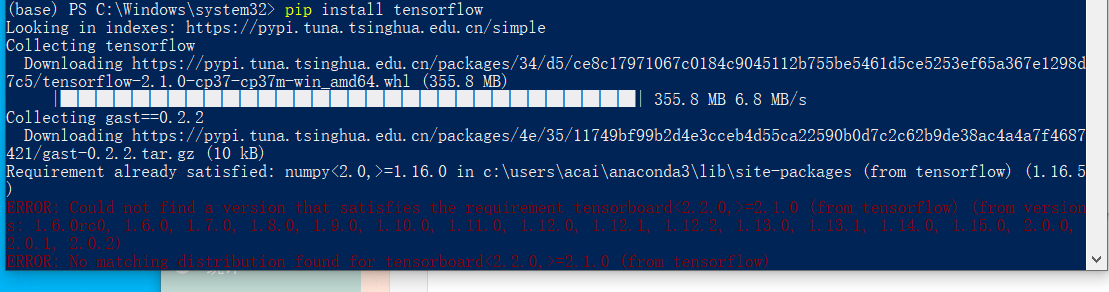 (base) PS C:\Windows\system32> pip install tensorflow
Looking in indexes: https://pypi.tuna.tsinghua.edu.cn/simple
Collecting tensorflow
  Downloading https://pypi.tuna.tsinghua.edu.cn/packages/34/d5/ce8c17971067c0184c9045112b755be5461d5ce5253ef65a367e1298d
7c5/tensorflow-2.1.0-cp37-cp37m-win_amd64.whl (355.8 MB)
| 355.8 MB 6.8 MB/s
Collecting gast==0.2.2
  Downloading https://pypi.tuna.tsinghua.edu.cn/packages/4e/35/11749bf99b2d4e3cceb4d55ca22590b0d7c2c62b9de38ac4a4a7f4687
421/gast-0.2.2.tar.gz (10 kB)
Requirement already satisfied: numpy<2.0,>=1.16.0 in c:\users\acai\anaconda3\lib\site-packages (from tensorflow) (1.16.5
)
ERROR: Could not find a version that satisfies the requirement tensorboard<2.2.0,>=2.1.0 (from tensorflow) (from version
s: 1.6.0rc0, 1.6.0, 1.7.0, 1.8.0, 1.9.0, 1.10.0, 1.11.0, 1.12.0, 1.12.1, 1.12.2, 1.13.0, 1.13.1, 1.14.0, 1.15.0, 2.0.0,
2.0.1, 2.0.2)
ERROR: No matching distribution found for tensorboard<2.2.0,>=2.1.0 (from tensorflow)